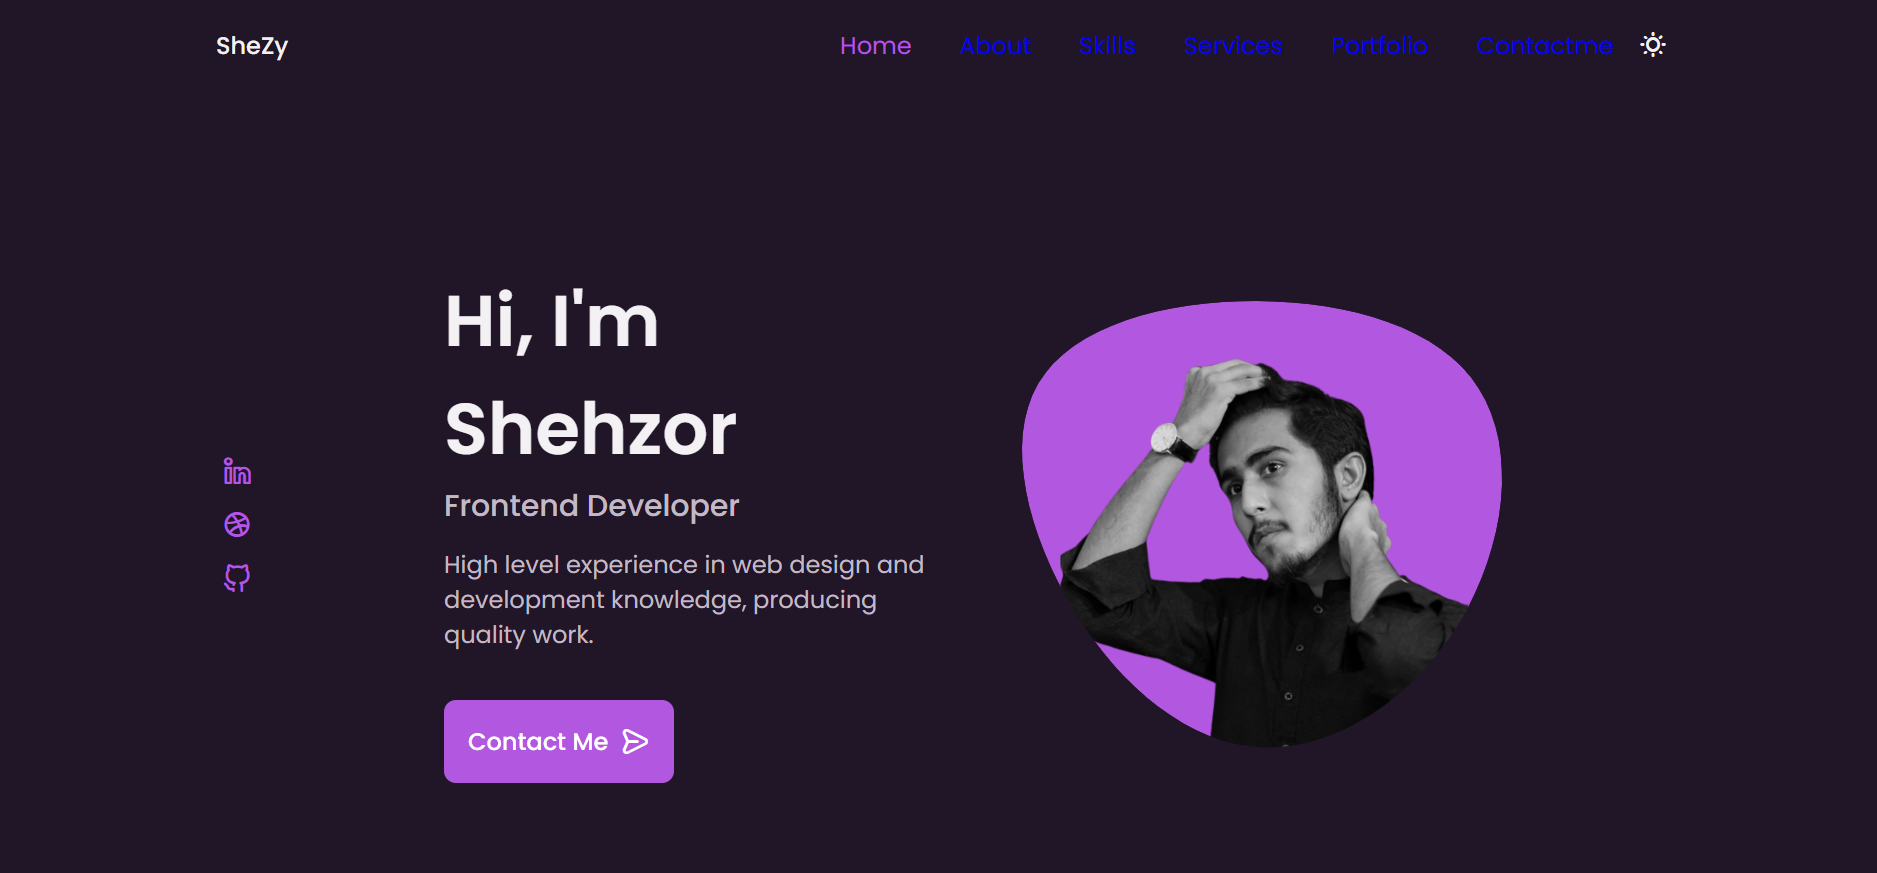 SheZy
Home About Skills Services Portfolio Contactme
Hi, I'm
Shehzor
Frontend Developer
High level experience in web design and
development knowledge, producing
quality work.
Contact Me